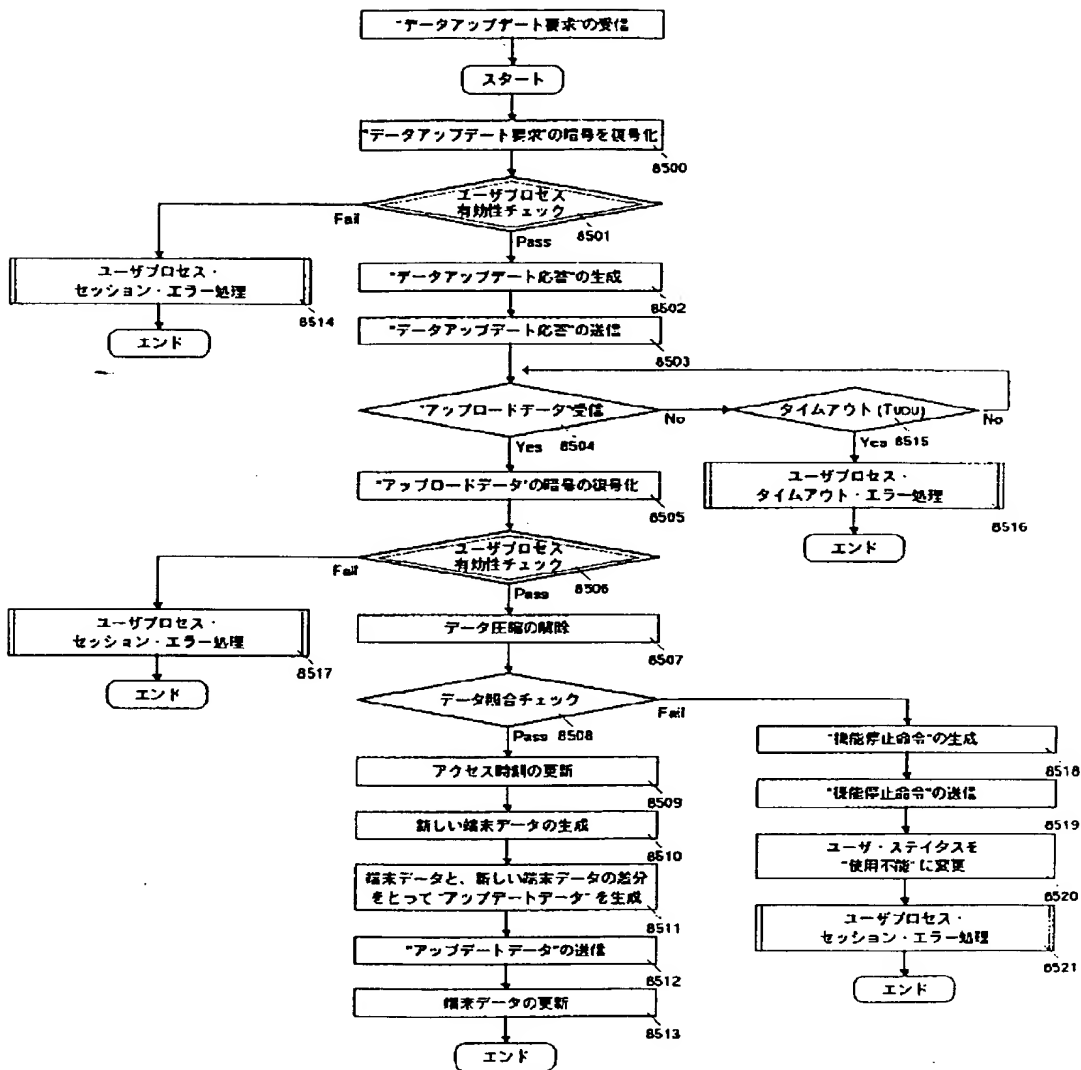 "データアップデート要求"の受信
スタート
"データアップデート要求"の暗号を復号化
8500
ユーザプロセス
有効性チェック
8501
Fail
Pass
ユーザプロセス・
セッション・エラー処理
8514
エンド
"データアップデート応答"の生成
8502
"データアップデート応答"の送信
8503
"アップロードデータ"受信
8504
No
Yes
タイムアウト(TUDU)
8515
No
Yes
ユーザプロセス・
タイムアウト・エラー処理
8516
エンド
"アップロードデータ"の暗号の復号化
8505
ユーザプロセス
有効性チェック
8506
Fail
Pass
ユーザプロセス・
セッション・エラー処理
8517
エンド
データ圧縮の解除
8507
データ照合チェック
8508
Fail
Pass
アクセス時刻の更新
8509
新しい端末データの生成
8510
端末データと、新しい端末データの差分
をとって"アップデートデータ"を生成
8511
"アップデートデータ"の送信
8512
端末データの更新
8513
エンド
"機能停止命令"の生成
8518
"機能停止命令"の送信
8519
ユーザ・ステイタスを
"使用不能"に変更
8520
ユーザプロセス・
セッション・エラー処理
8521
エンド